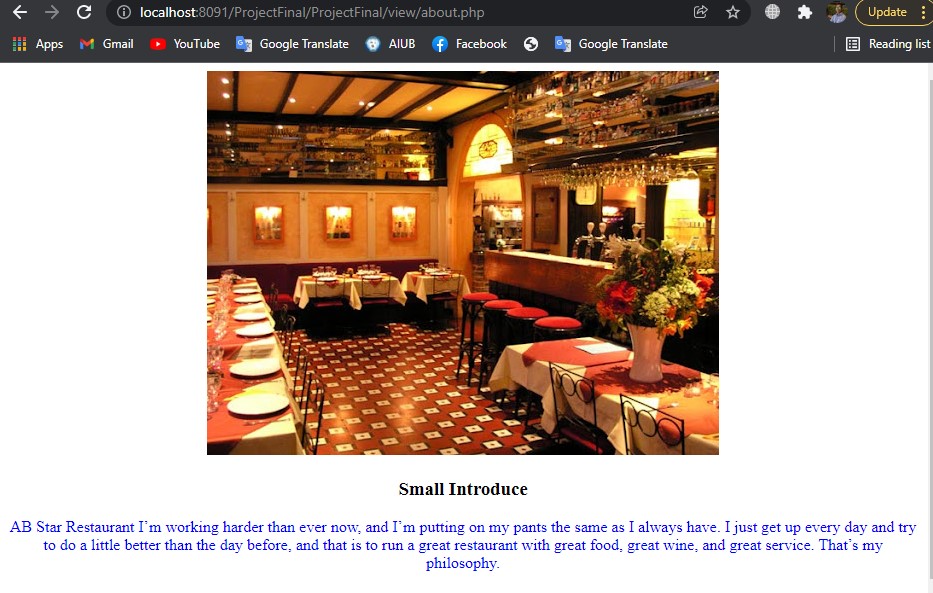 localhost:8091/ProjectFinal/ProjectFinal/view/about.php
Update
Apps Gmail YouTube Google Translate AIUB Facebook Google Translate Reading list
Small Introduce
AB Star Restaurant I’m working harder than ever now, and I’m putting on my pants the same as I always have. I just get up every day and try
to do a little better than the day before, and that is to run a great restaurant with great food, great wine, and great service. That’s my
philosophy.